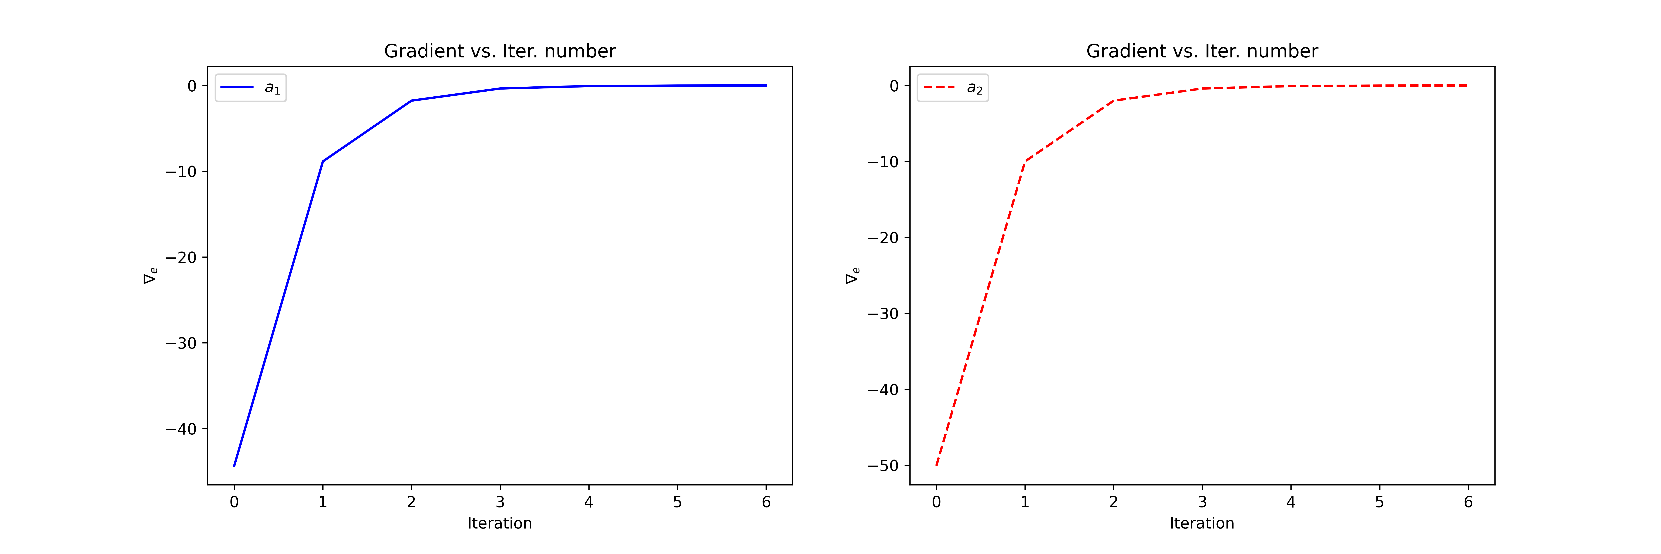 Gradient vs. Iter. number
a₁
0
−10
−20
−30
−40
∇ₑ
0 1 2 3 4 5 6
Iteration
Gradient vs. Iter. number
a₂
0
−10
−20
−30
−40
−50
∇ₑ
0 1 2 3 4 5 6
Iteration